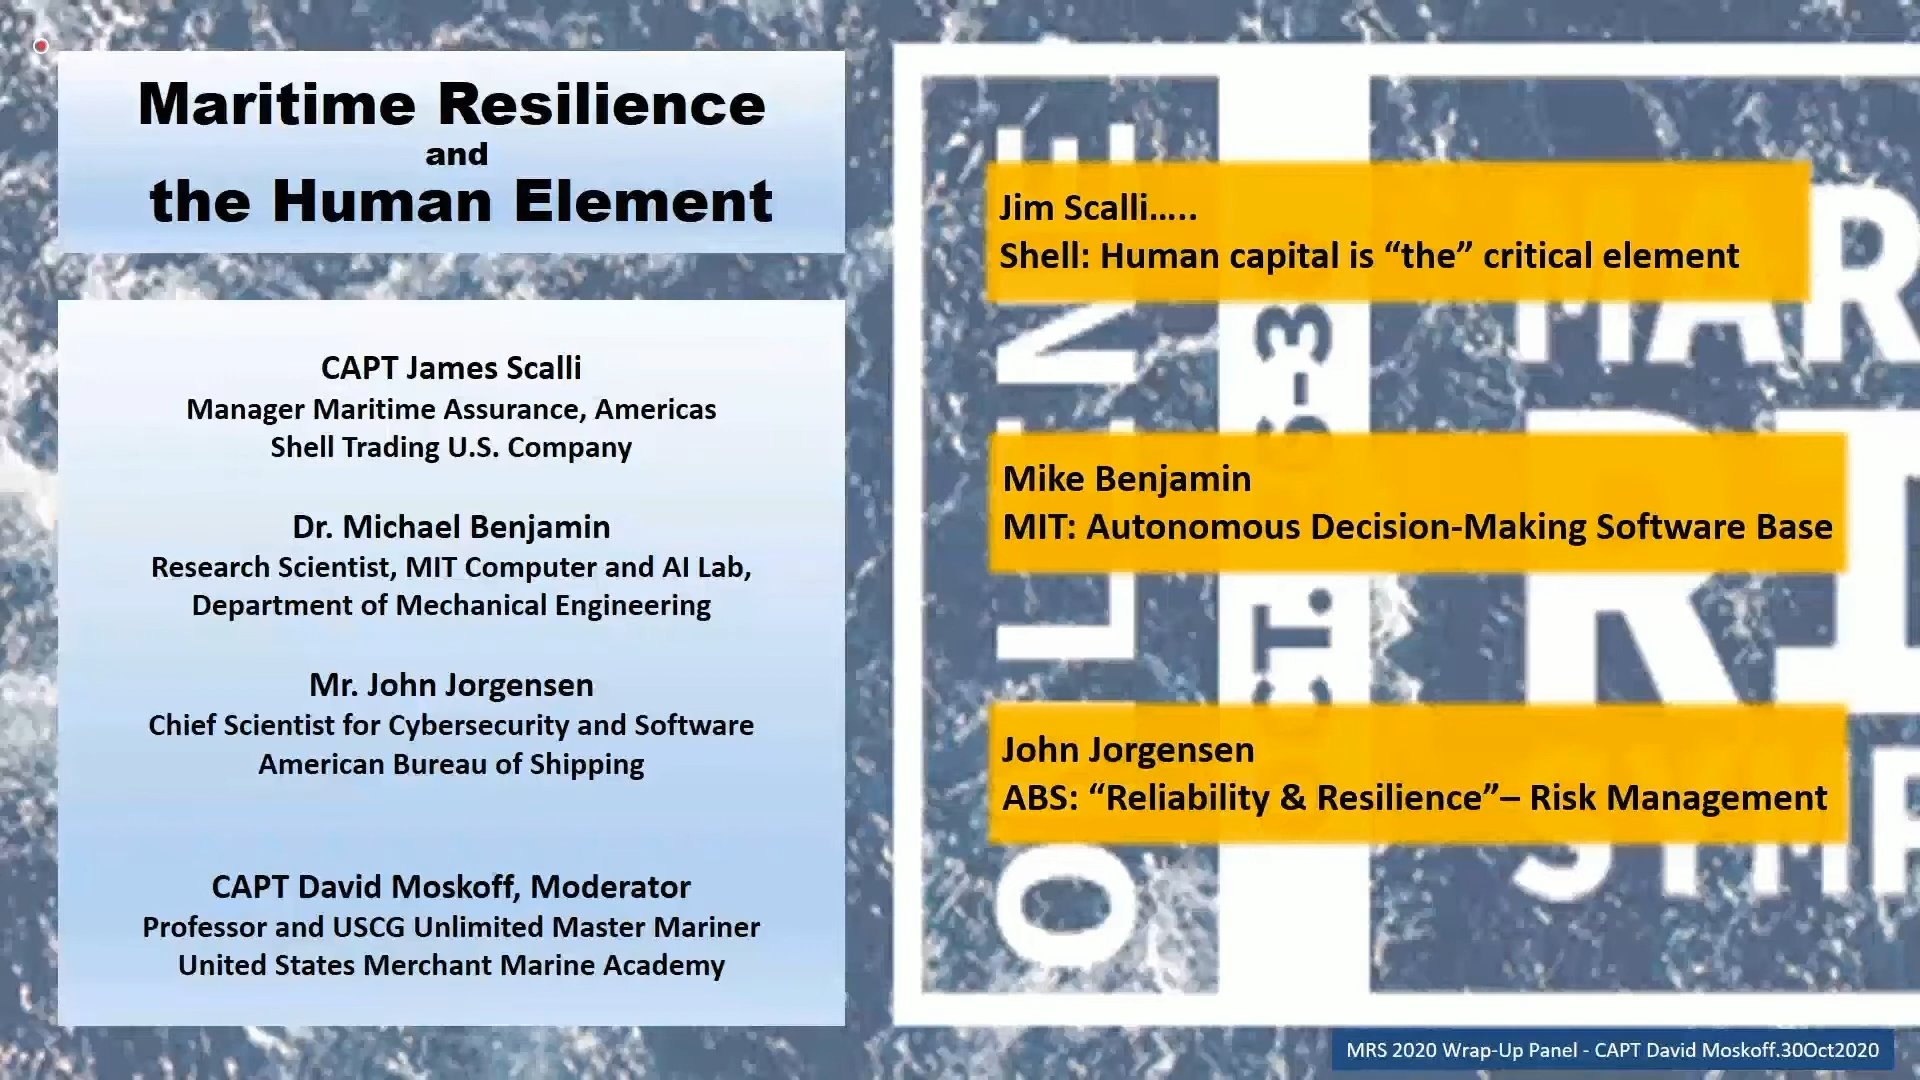 Maritime Resilience
and
the Human Element
CAPT James Scalli
Manager Maritime Assurance, Americas
Shell Trading U.S. Company
Dr. Michael Benjamin
Research Scientist, MIT Computer and AI Lab,
Department of Mechanical Engineering
Mr. John Jorgensen
Chief Scientist for Cybersecurity and Software
American Bureau of Shipping
CAPT David Moskoff, Moderator
Professor and USCG Unlimited Master Mariner
United States Merchant Marine Academy
Jim Scalli.....
Shell: Human capital is “the” critical element
Mike Benjamin
MIT: Autonomous Decision-Making Software Base
John Jorgensen
ABS: “Reliability & Resilience”– Risk Management
MRS 2020 Wrap-Up Panel - CAPT David Moskoff.30Oct2020